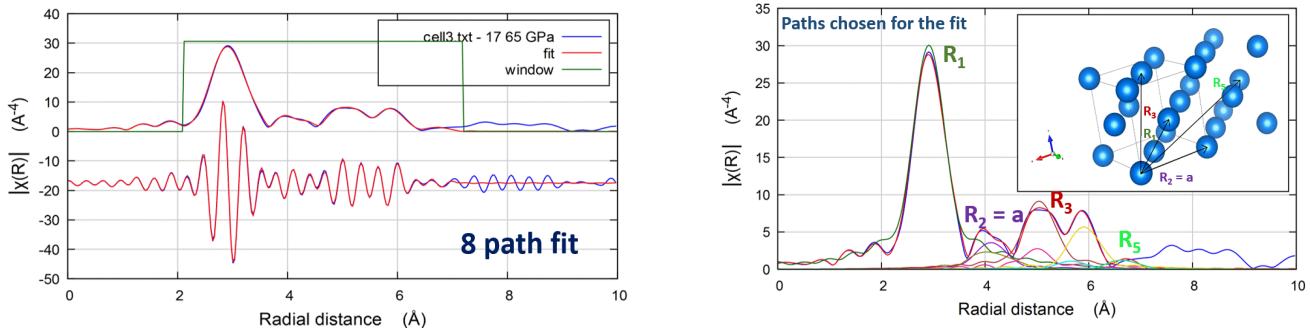 cell3.txt - 17 65 GPa
fit
window
40
30
20
10
0
-10
-20
-30
-40
-50
|χ(R)| (A⁻⁴)
8 path fit
0 2 4 6 8 10
Radial distance (Å)
Paths chosen for the fit
35
30
25
20
15
10
5
0
|χ(R)| (A⁻⁴)
R₁
R₂ = a
R₃
R₅
R₅
R₃
R₁
R₂ = a
0 2 4 6 8 10
Radial distance (Å)